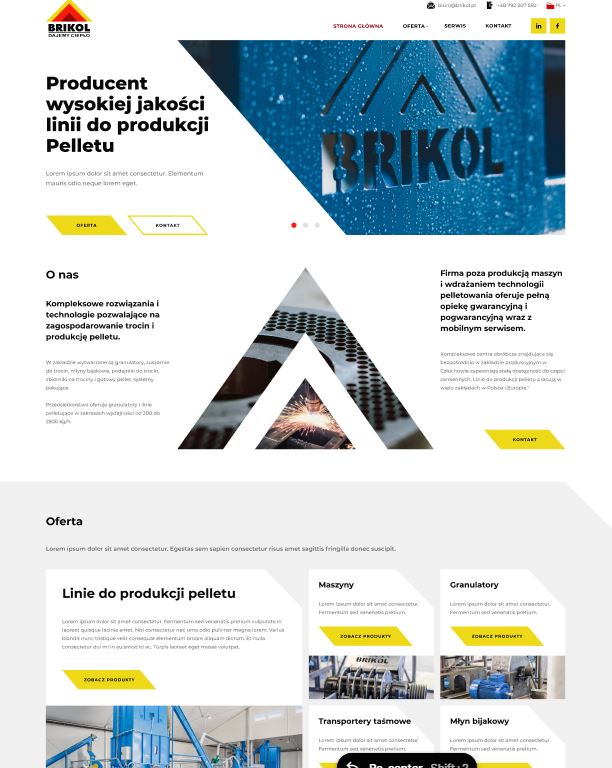 BRIKOL
DAJEMY CIEPŁO
biuro@brikol.pl
+48 792 207 550
PL
STRONA GŁÓWNA
OFERTA
SERWIS
KONTAKT
in
f
Producent
wysokiej jakości
linii do produkcji
Pelletu
Lorem ipsum dolor sit amet consectetur. Elementum
mauris odio neque lorem eget.
OFERTA
KONTAKT
BRIKOL
O nas
Kompleksowe rozwiązania i
technologie pozwalające na
zagospodarowanie trocin i
produkcję pelletu.
W zakładzie wytwarzane są granulatory, suszarnie
do trocin, młyny bijakowe, podajniki do trocin,
zbiorniki na trociny i gotowy pellet, systemy
pakujące.
Przedsiębiorstwo oferuje granulatory i linie
pelletujące w zakresach wydajności od 200 do
2500 kg/h.
Firma poza produkcją maszyn
i wdrażaniem technologii
pelletowania oferuje pełną
opiekę gwarancyjną i
pogwarancyjną wraz z
mobilnym serwisem.
Kompleksowe centra obróbcze znajdujące się
bezpośrednio w zakładzie produkcyjnym w
Człuchowie zapewniają stałą dostępność do części
zamiennych. Linie do produkcji pelletu pracują w
wielu zakładach w Polsce i Europie."
KONTAKT
Oferta
Lorem ipsum dolor sit amet consectetur. Egestas sem sapien consectetur risus amet sagittis fringilla donec suscipit.
Linie do produkcji pelletu
Lorem ipsum dolor sit amet consectetur. Fermentum sed venenatis pretium vulputate in
laoreet quisque lacinia amet. Nisi consectetur nec urna odio pulvinar magna lorem. Varius
blandit nunc tristique velit consequat elementum ornare aliquam dictum. Et nulla
consectetur dui mi in euismod id ac. Turpis laoreet eget massa volutpat.
ZOBACZ PRODUKTY
Maszyny
Lorem ipsum dolor sit amet consectetur.
Fermentum sed venenatis pretium.
ZOBACZ PRODUKTY
BRIKOL
Granulatory
Lorem ipsum dolor sit amet consectetur.
Fermentum sed venenatis pretium.
ZOBACZ PRODUKTY
Transportery taśmowe
Lorem ipsum dolor sit amet consectetur.
Fermentum sed venenatis pretium.
Młyn bijakowy
Lorem ipsum dolor sit amet consectetur.
Fermentum sed venenatis pretium.